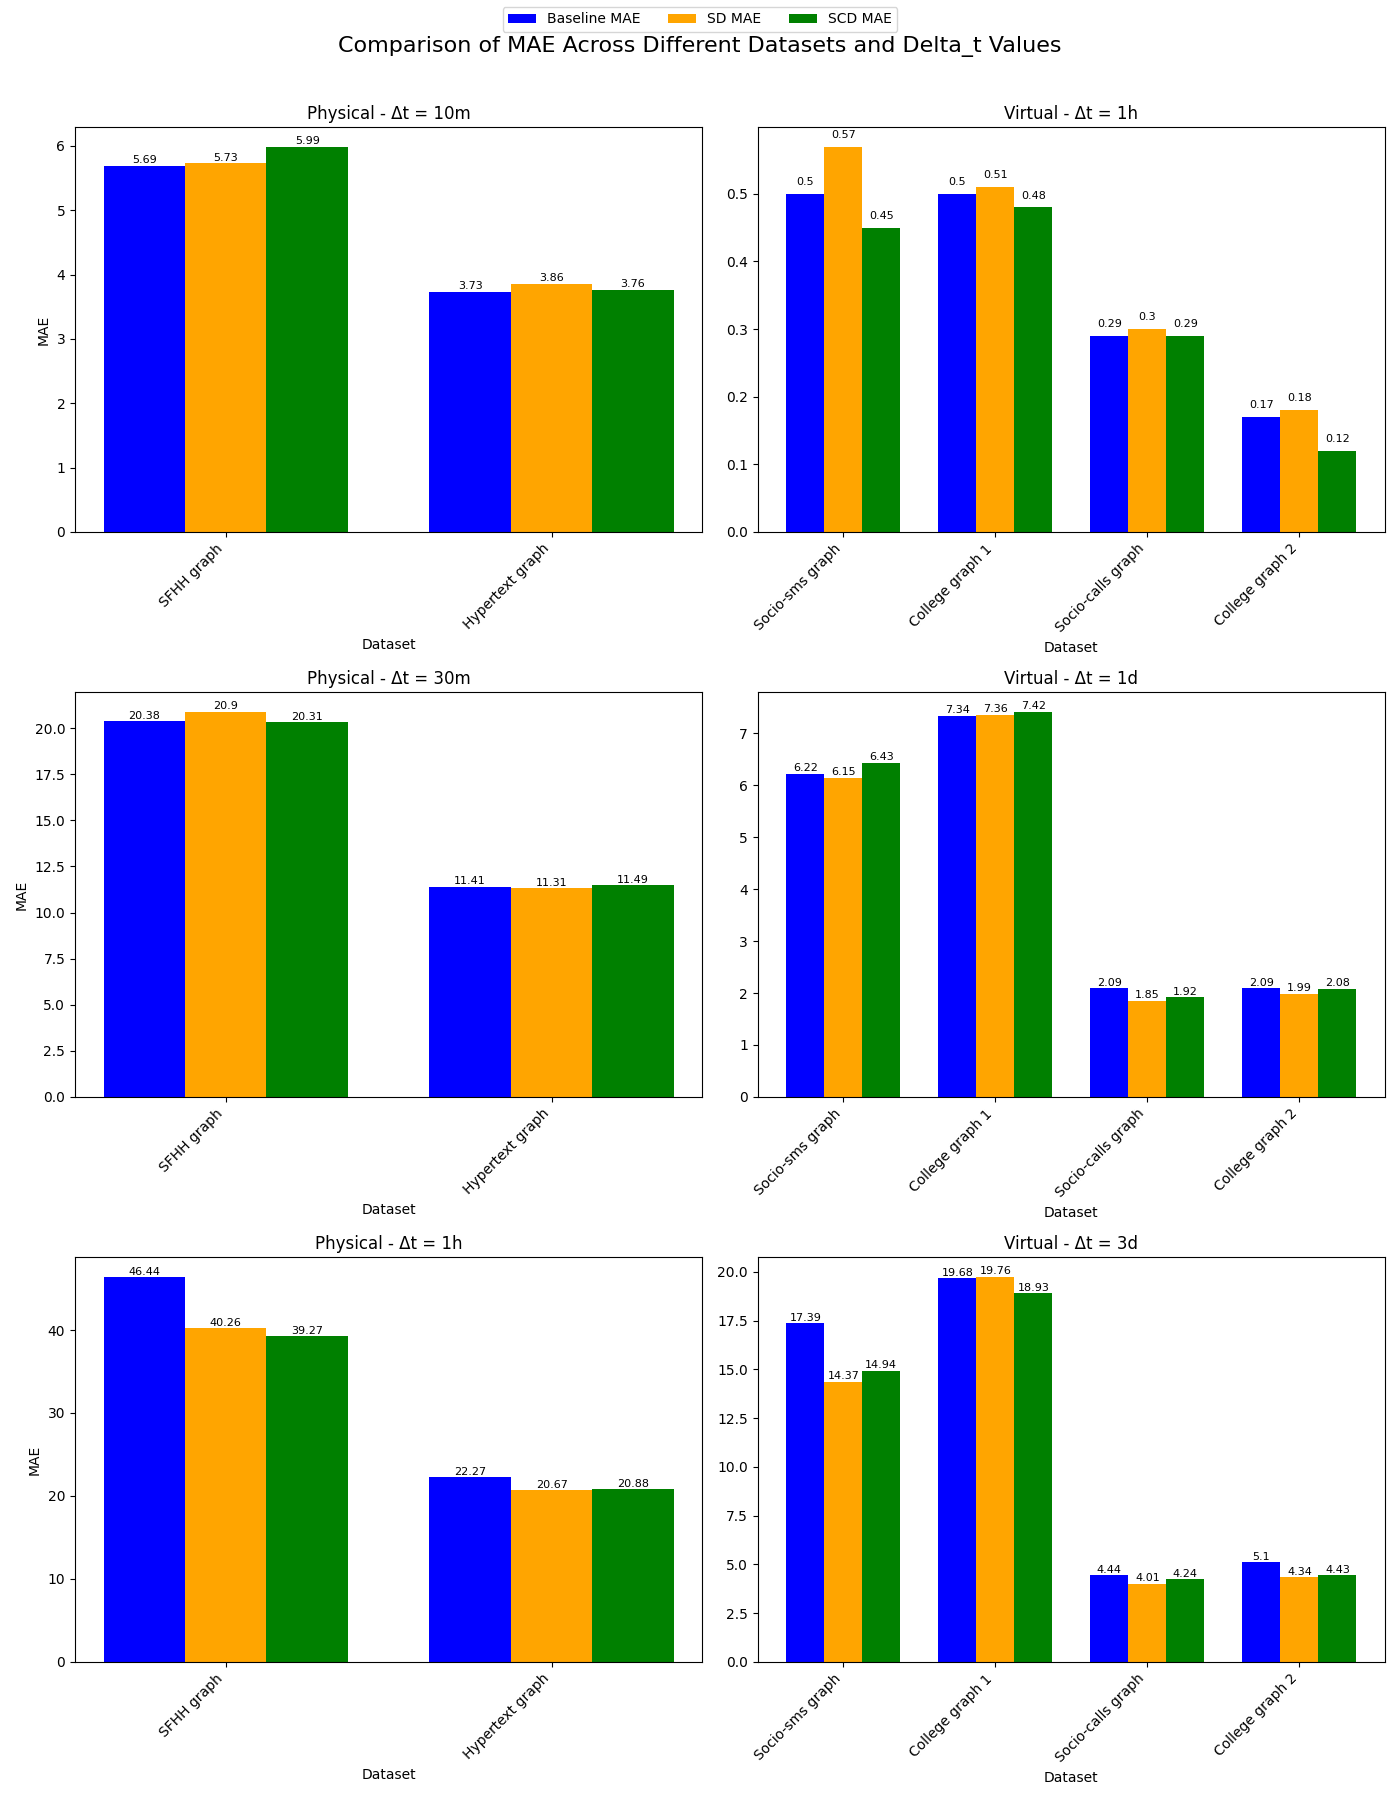 Baseline MAE SD MAE SCD MAE
Comparison of MAE Across Different Datasets and Delta_t Values
Physical - Δt = 10m
MAE
6
5
4
3
2
1
0
5.69 5.73 5.99
3.73 3.86 3.76
SFHH graph
Hypertext graph
Dataset
Virtual - Δt = 1h
0.5
0.4
0.3
0.2
0.1
0.0
0.5 0.57 0.45
0.5 0.51 0.48
0.29 0.3 0.29
0.17 0.18 0.12
Socio-sms graph
College graph 1
Socio-calls graph
College graph 2
Dataset
Physical - Δt = 30m
MAE
20.0
17.5
15.0
12.5
10.0
7.5
5.0
2.5
0.0
20.38 20.9 20.31
11.41 11.31 11.49
SFHH graph
Hypertext graph
Dataset
Virtual - Δt = 1d
7
6
5
4
3
2
1
0
6.22 6.15 6.43
7.34 7.36 7.42
2.09 1.85 1.92
2.09 1.99 2.08
Socio-sms graph
College graph 1
Socio-calls graph
College graph 2
Dataset
Physical - Δt = 1h
MAE
40
30
20
10
0
46.44 40.26 39.27
22.27 20.67 20.88
SFHH graph
Hypertext graph
Dataset
Virtual - Δt = 3d
20.0
17.5
15.0
12.5
10.0
7.5
5.0
2.5
0.0
17.39 14.37 14.94
19.68 19.76 18.93
4.44 4.01 4.24
5.1 4.34 4.43
Socio-sms graph
College graph 1
Socio-calls graph
College graph 2
Dataset